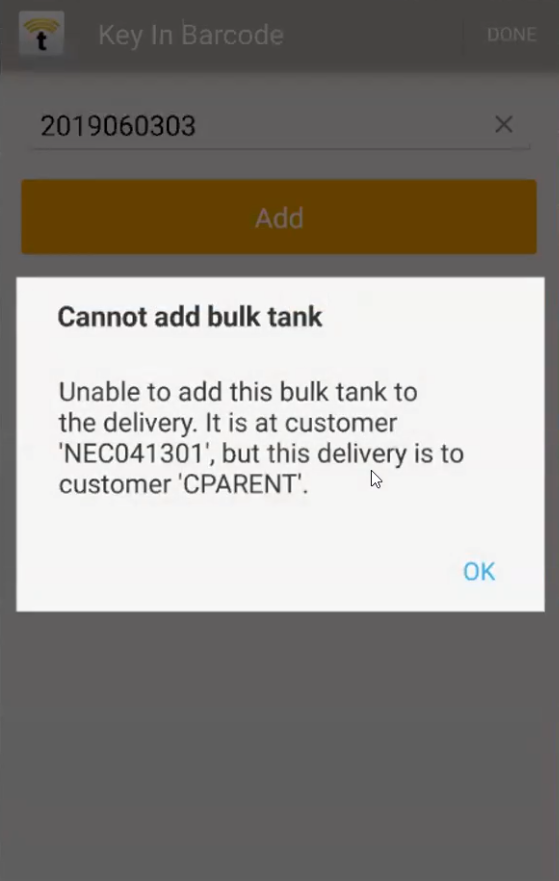 t
Key In Barcode
DONE
2019060303
Add
Cannot add bulk tank
Unable to add this bulk tank to
the delivery. It is at customer
'NEC041301', but this delivery is to
customer 'CPARENT'.
OK